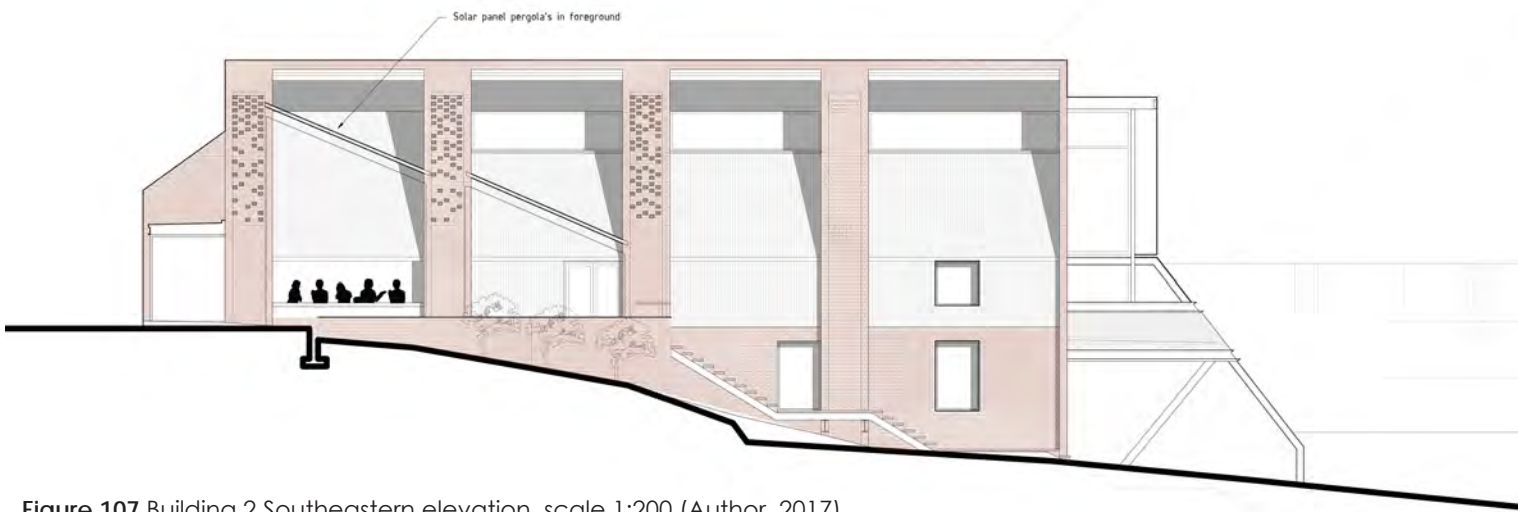 Solar panel pergola's in foreground
Figure 107 Building 2 Southeastern elevation, scale 1:200 (Author, 2017)